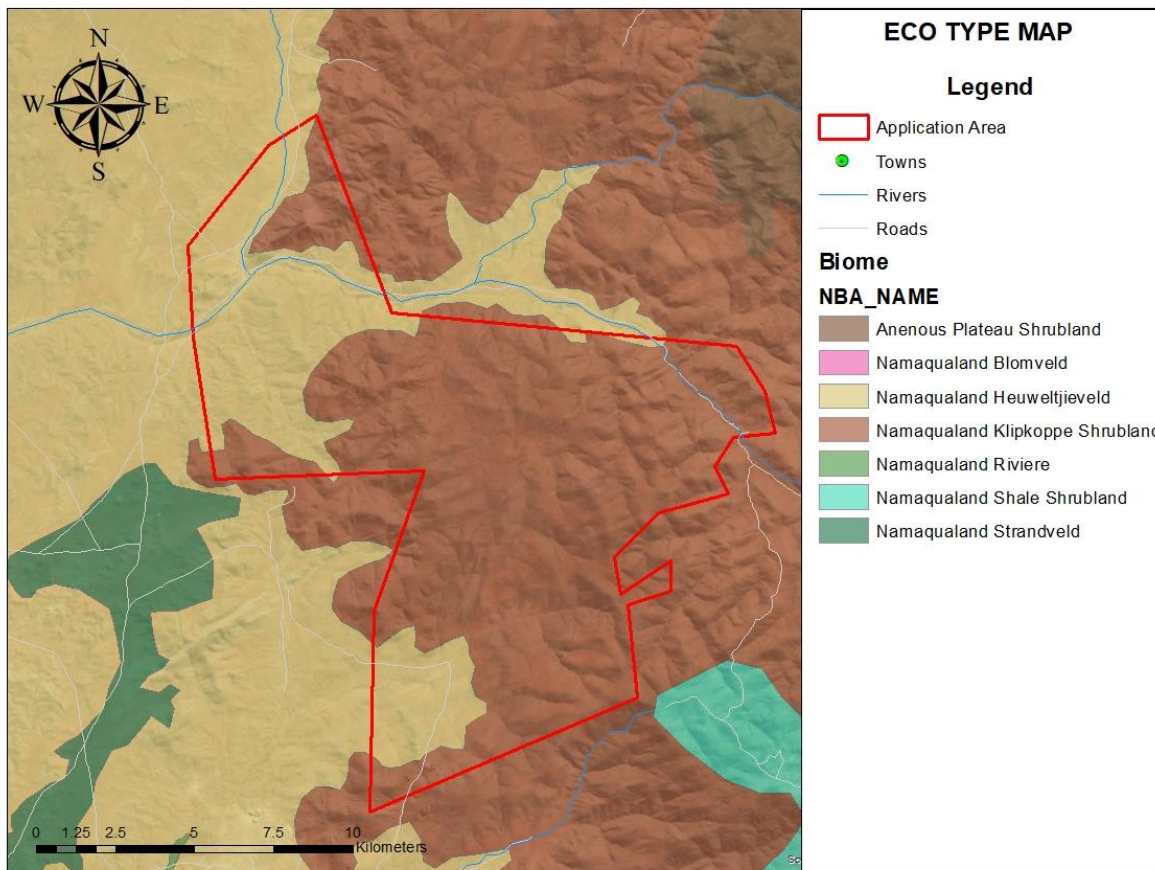 N
W E
S
0 1.25 2.5 5 7.5 10
Kilometers
ECO TYPE MAP
Legend
Application Area
Towns
Rivers
Roads
Biome
NBA_NAME
Anenous Plateau Shrubland
Namaqualand Blomveld
Namaqualand Heuweltjieveld
Namaqualand Klipkoppe Shrubland
Namaqualand Riviere
Namaqualand Shale Shrubland
Namaqualand Strandveld